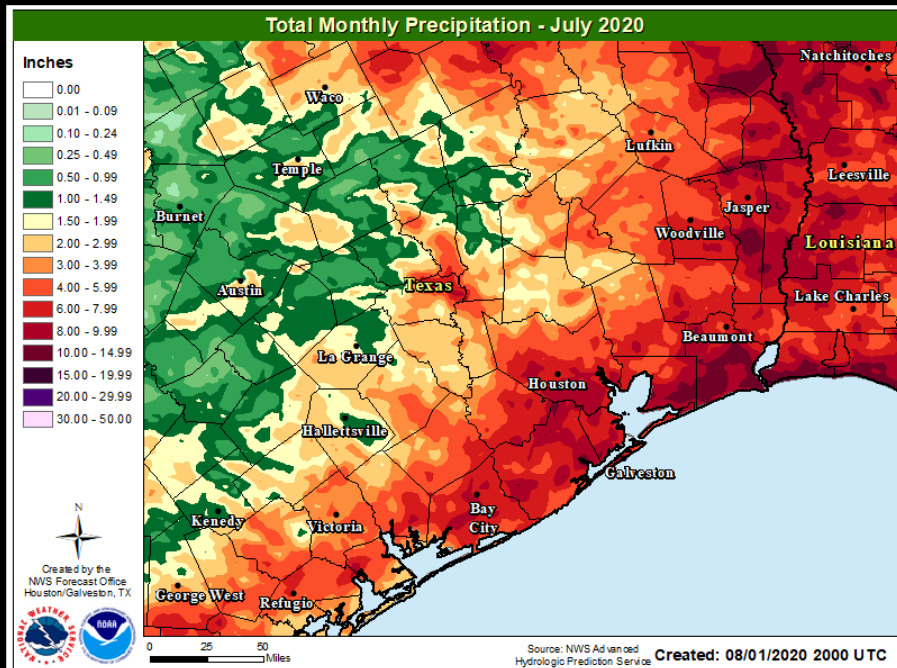 Total Monthly Precipitation - July 2020
Inches
0.00
0.01 - 0.09
0.10 - 0.24
0.25 - 0.49
0.50 - 0.99
1.00 - 1.49
1.50 - 1.99
2.00 - 2.99
3.00 - 3.99
4.00 - 5.99
6.00 - 7.99
8.00 - 9.99
10.00 - 14.99
15.00 - 19.99
20.00 - 29.99
30.00 - 50.00
Natchitoches
Waco
Lufkin
Temple
Leesville
Burnet
Jasper
Woodville
Louisiana
Austin
Texas
Lake Charles
Beaumont
La Grange
Houston
Hallettsville
Galveston
Bay
City
Kenedy
Victoria
George West
Refugio
N
Created by the
NWS Forecast Office
Houston/Galveston, TX
NATIONAL WEATHER SERVICE
NOAA
0 25 50
Miles
Source: NWS Advanced
Hydrologic Prediction Service
Created: 08/01/2020 2000 UTC